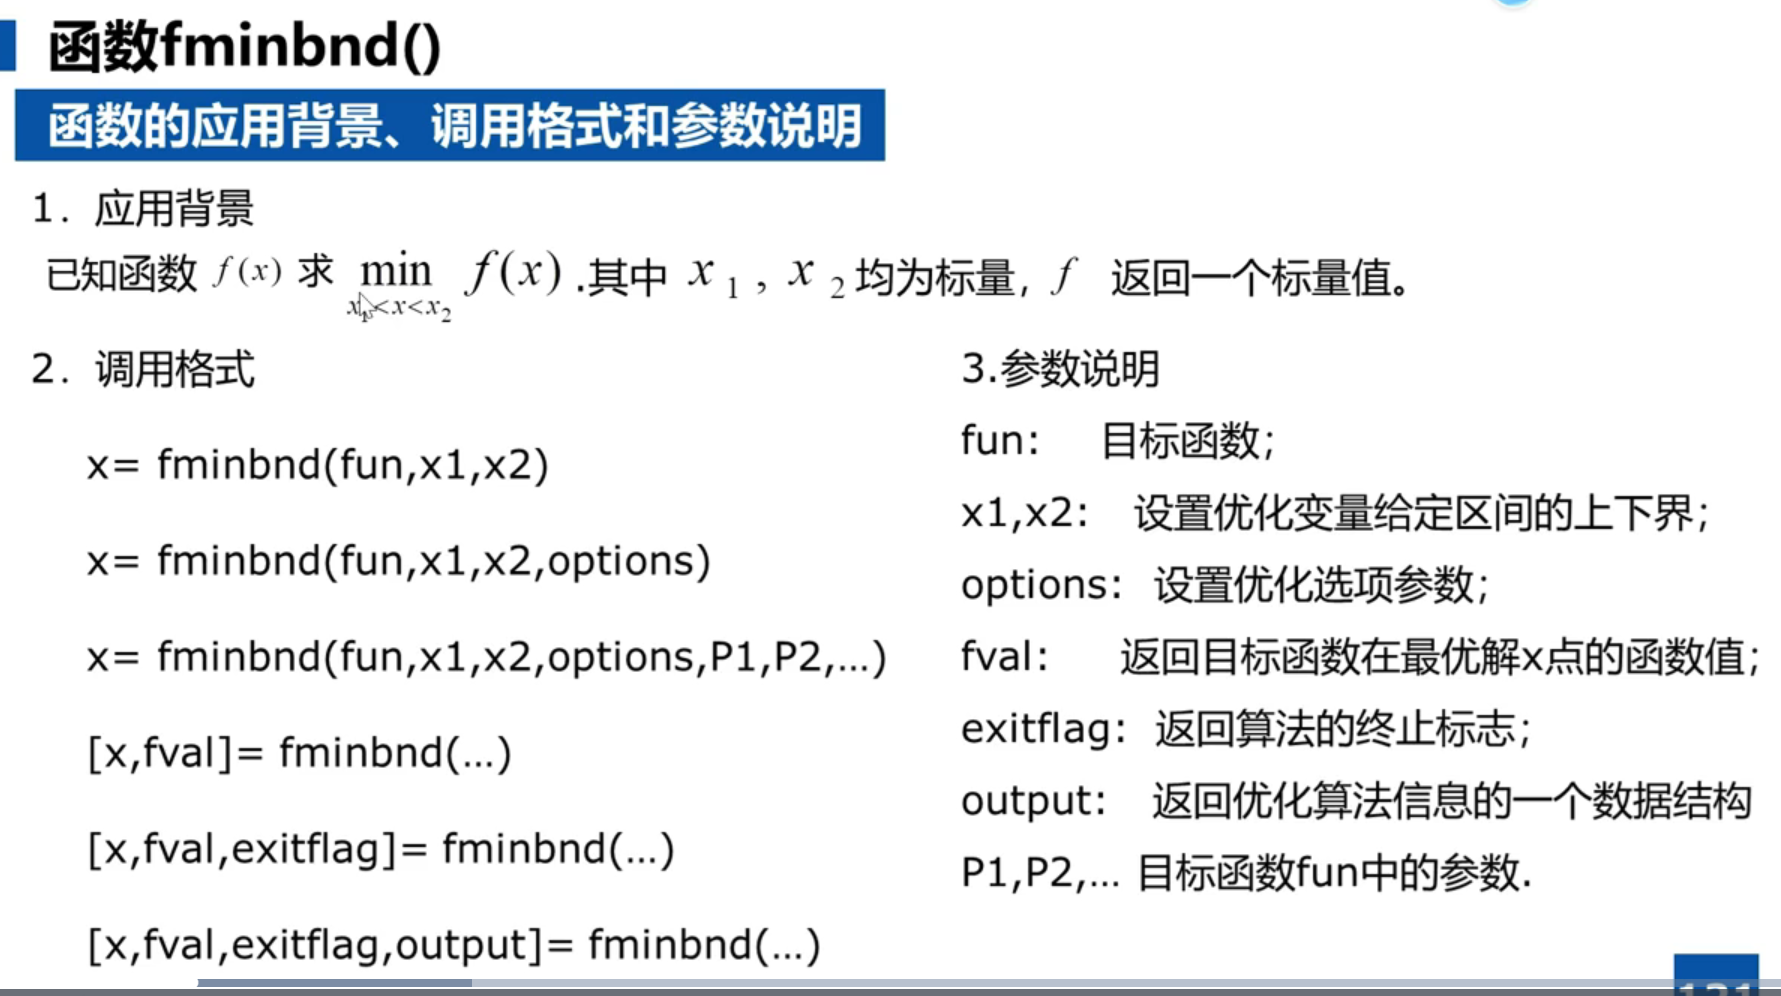 函数fminbnd()
函数的应用背景、调用格式和参数说明
1. 应用背景
已知函数 f(x) 求 min f(x) .其中 x 1 , x 2 均为标量, f 返回一个标量值。
x1<x<x2
2. 调用格式
x= fminbnd(fun,x1,x2)
x= fminbnd(fun,x1,x2,options)
x= fminbnd(fun,x1,x2,options,P1,P2,…)
[x,fval]= fminbnd(…)
[x,fval,exitflag]= fminbnd(…)
[x,fval,exitflag,output]= fminbnd(…)
3.参数说明
fun: 目标函数;
x1,x2: 设置优化变量给定区间的上下界;
options: 设置优化选项参数;
fval: 返回目标函数在最优解x点的函数值;
exitflag: 返回算法的终止标志;
output: 返回优化算法信息的一个数据结构
P1,P2,… 目标函数fun中的参数.